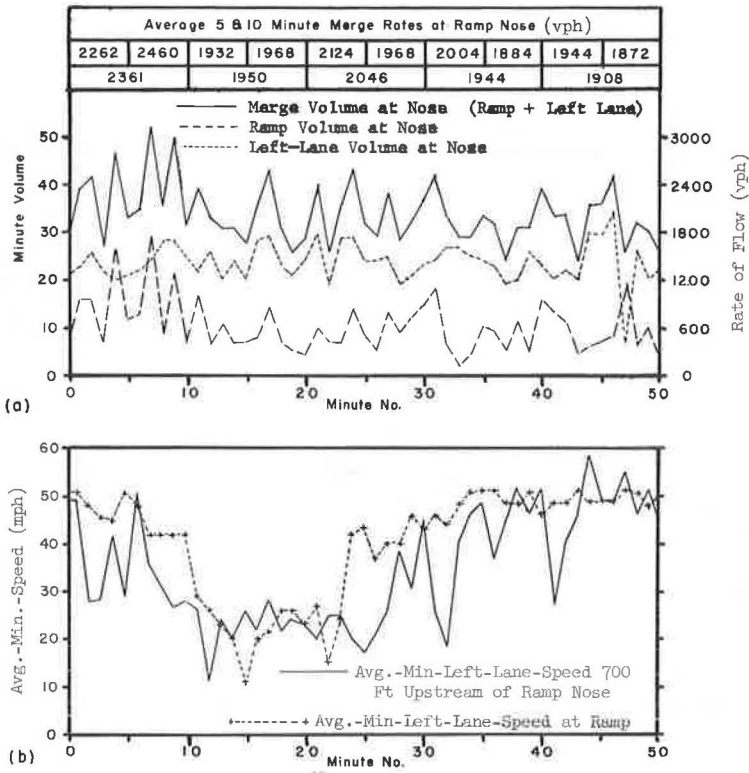 Average 5 & 10 Minute Merge Rates at Ramp Nose (vph)
2262 2460 1932 1968 2124 1968 2004 1884 1944 1872
2361 1950 2046 1944 1908
Merge Volume at Nose (Ramp + Left Lane)
Ramp Volume at Nose
Left-Lane Volume at Nose
Minute Volume
50
40
30
20
10
0
3000
2400
1800
1200
600
0
Rate of Flow (vph)
0 10 20 30 40 50
Minute No.
(a)
Avg.-Min.-Speed (mph)
60
50
40
30
20
10
0
Avg.-Min-Left-Lane-Speed 700
Ft Upstream of Ramp Nose
Avg.-Min-Left-Lane-Speed at Ramp
0 10 20 30 40 50
Minute No.
(b)